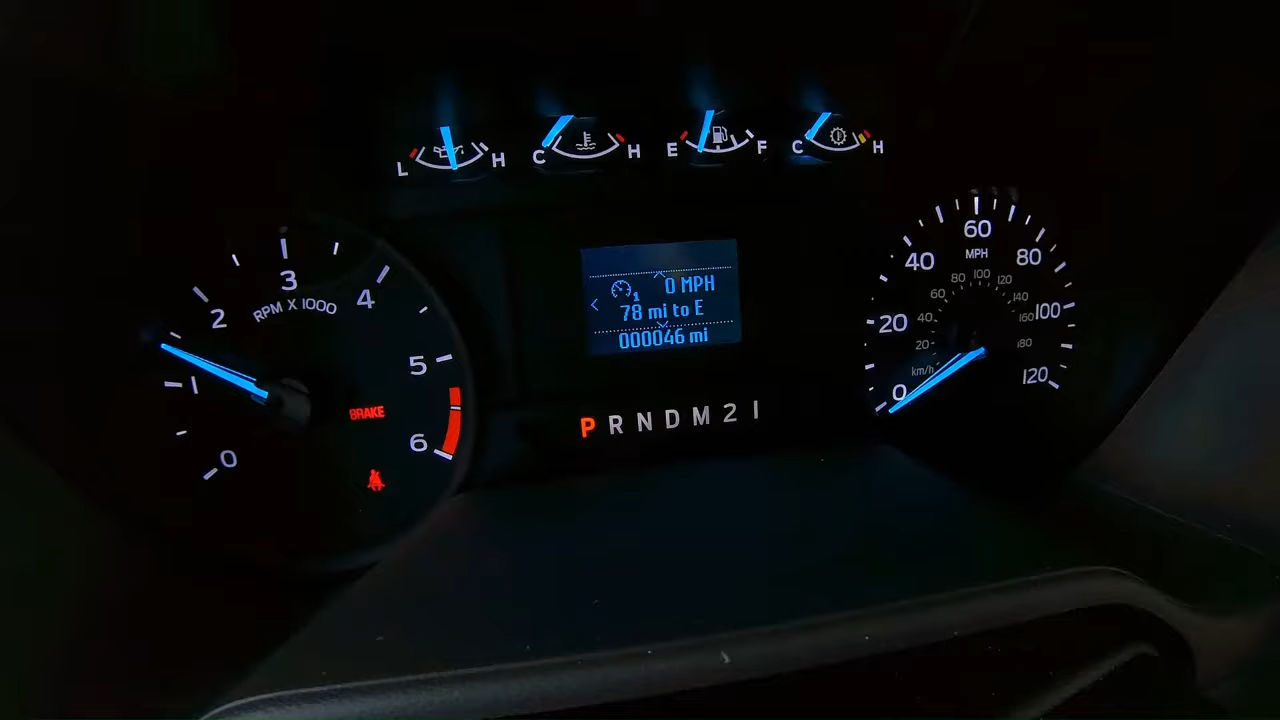 L H
C H
E F
C H
0 1 2 3 4 5 6
RPM X 1000
BRAKE
0 MPH
1
78 mi to E
000046 mi
P R N D M 2 1
0 20 40 60 80 100 120
MPH
20 40 60 80 100 120 140 160 180
km/h